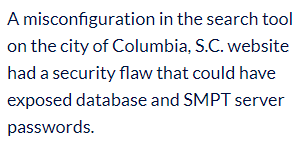 A misconfiguration in the search tool
on the city of Columbia, S.C. website
had a security flaw that could have
exposed database and SMPT server
passwords.